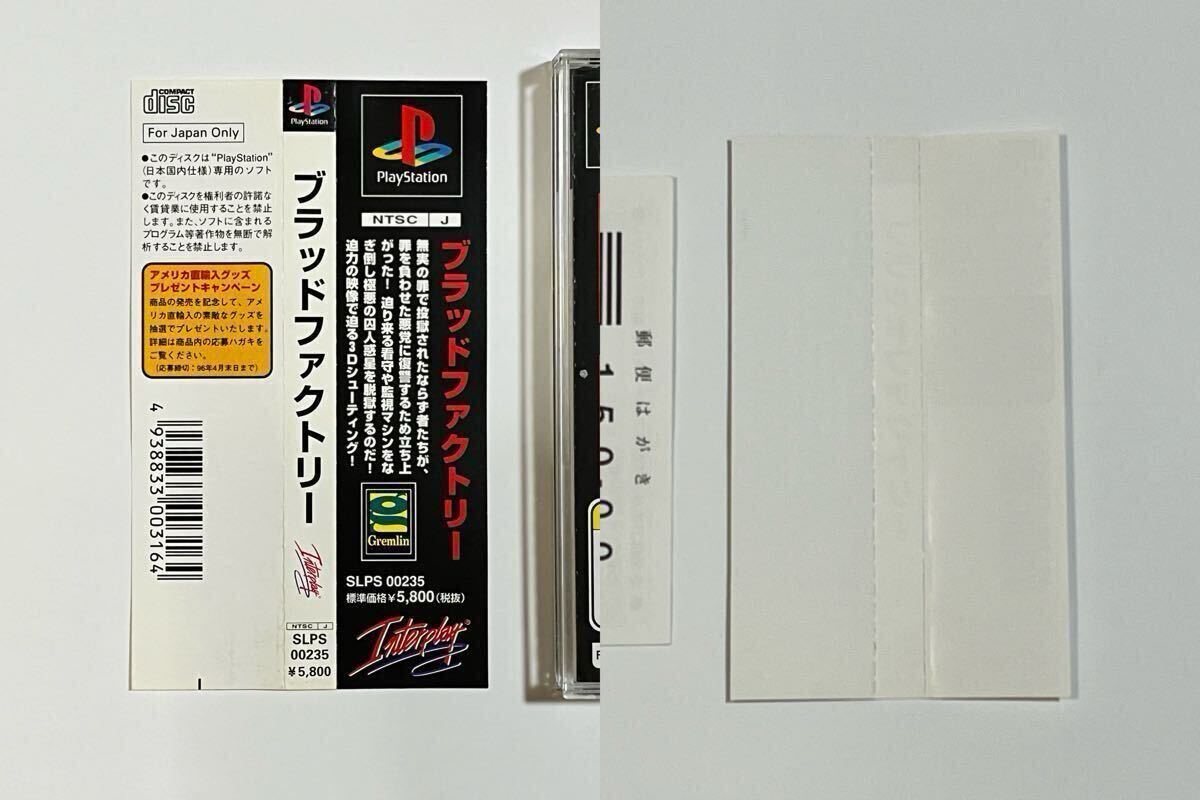 COMPACT
disc
For Japan Only
●このディスクは"PlayStation"
(日本国内仕様)専用のソフト
です。
●このディスクを権利者の許諾な
く賃貸業に使用することを禁止
します。また、ソフトに含まれる
プログラム等著作物を無断で解
析することを禁止します。
アメリカ直輸入グッズ
プレゼントキャンペーン
商品の発売を記念して、アメ
リカ直輸入の素敵なグッズを
抽選でプレゼントいたします。
詳細は商品内の応募ハガキを
ご覧ください。
(応募締切:96年4月末日まで)
4 938833 003164
PlayStation
ブラッドファクトリー
Interplay
NTSC J
SLPS
00235
¥5,800
PlayStation
NTSC J
ブラッドファクトリー
無実の罪で投獄されたならず者たちが、
罪を負わせた悪党に復讐するため立ち上
がった! 迫り来る看守や監視マシンをな
ぎ倒し極悪の囚人惑星を脱獄するのだ!
迫力の映像で迫る3Dシューティング!
Gremlin
SLPS 00235
標準価格¥5,800(税抜)
Interplay®
郵便はがき